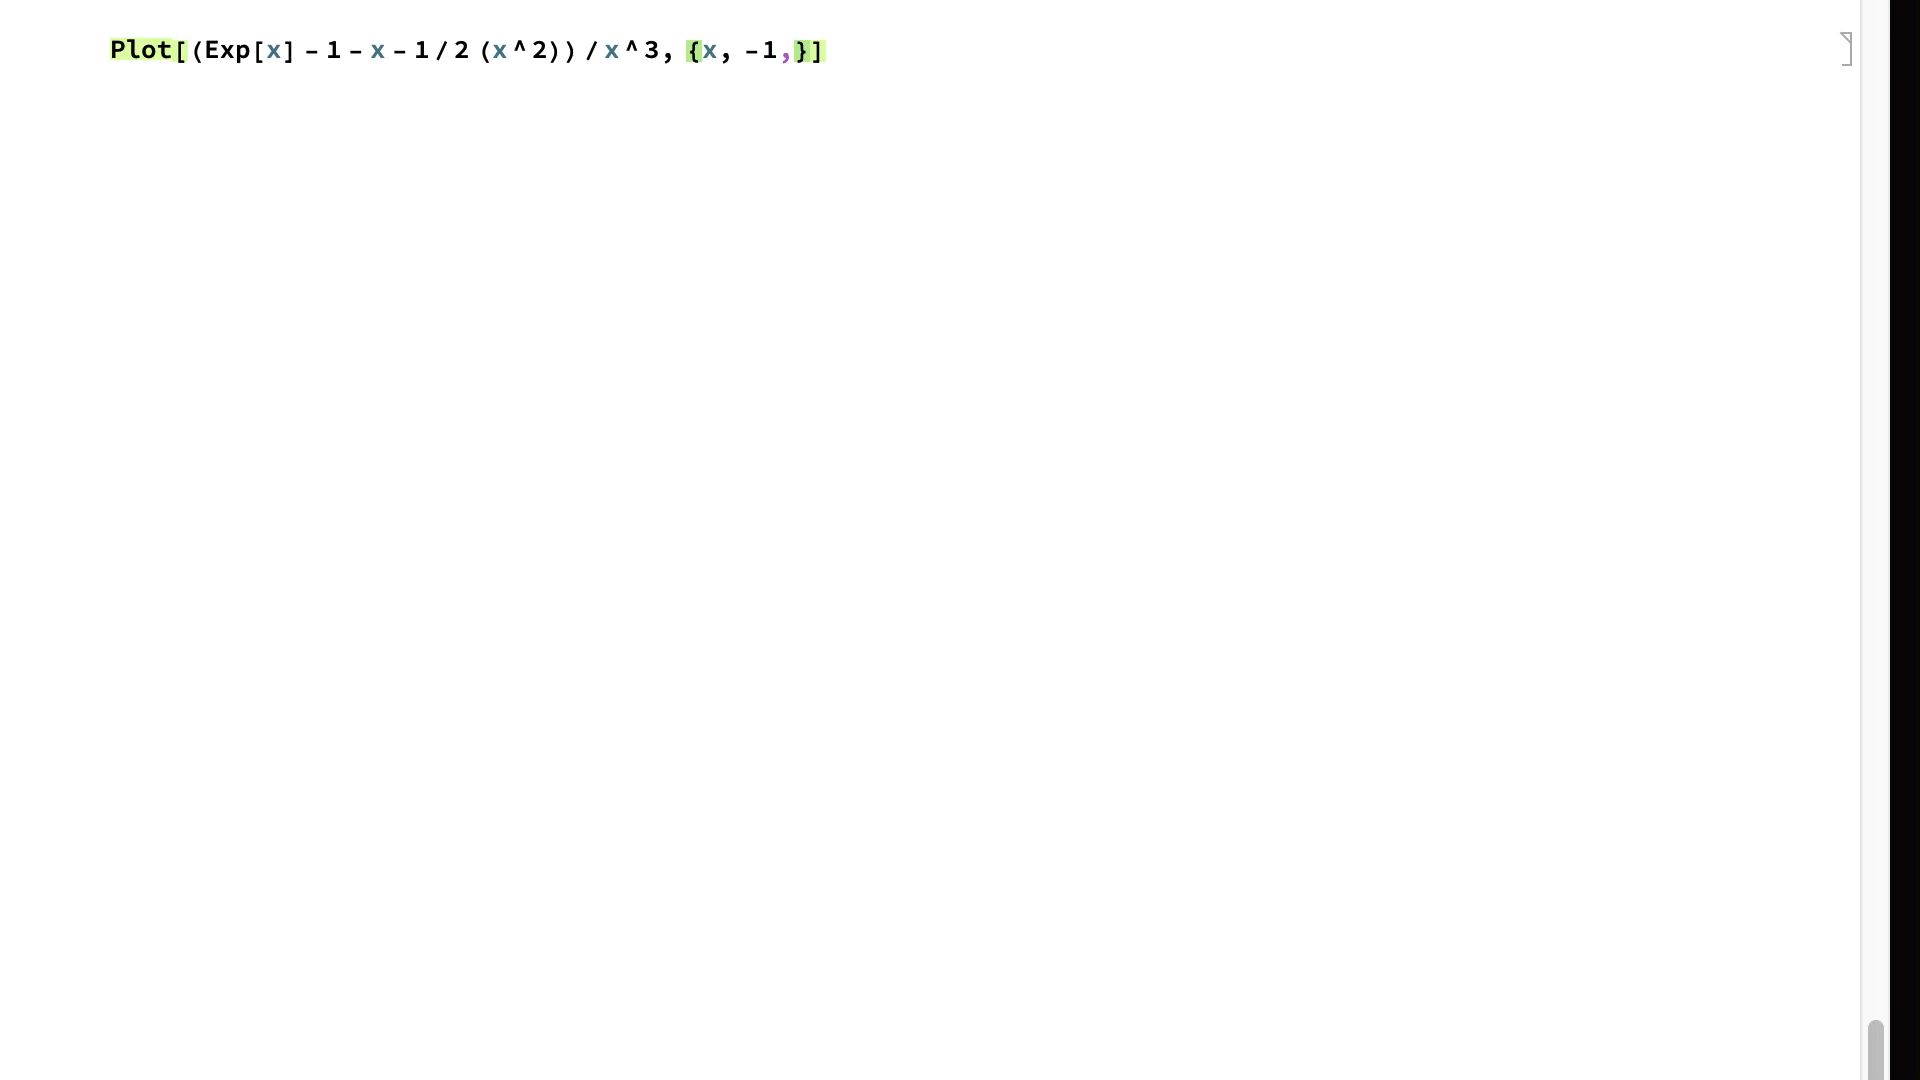 Plot[(Exp[x] - 1 - x - 1/2 (x^2))/x^3, {x, -1,}]